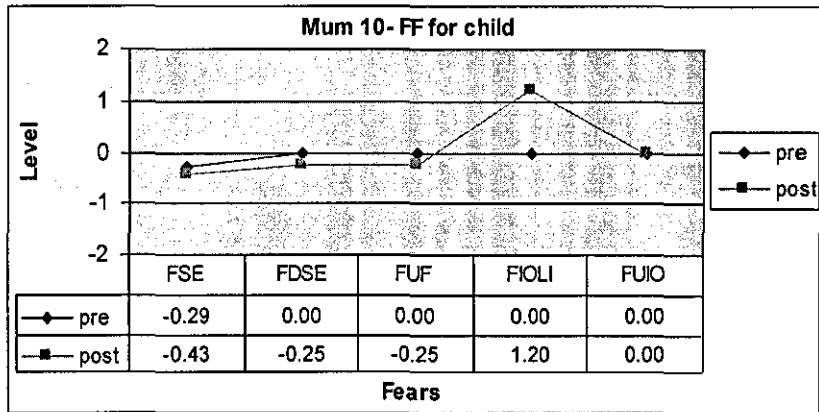 Mum 10- FF for child
2
1
0
-1
-2
Level
pre
post
FSE FDSE FUF FIOLI FUIO
pre -0.29 0.00 0.00 0.00 0.00
post -0.43 -0.25 -0.25 1.20 0.00
Fears